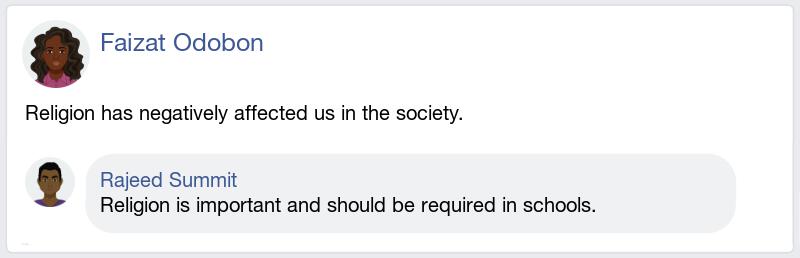 Faizat Odobon
Religion has negatively affected us in the society.
Rajeed Summit
Religion is important and should be required in schools.